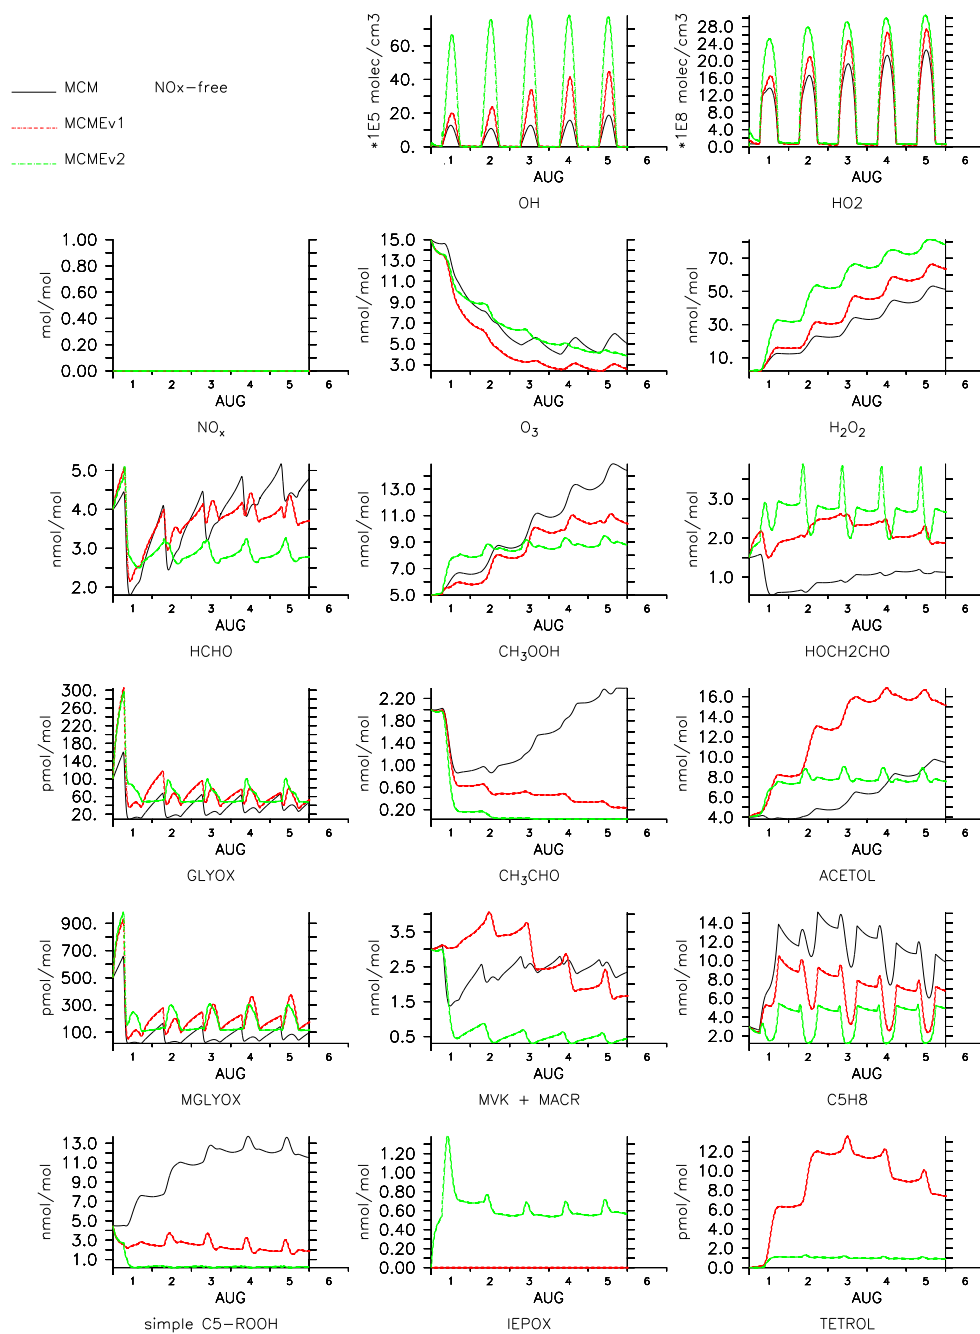 MCM NOx-free
MCMEv1
MCMEv2
*1E5 molec/cm3
60.
40.
20.
0.
1 2 3 4 5 6
AUG
OH
*1E8 molec/cm3
28.0
24.0
20.0
16.0
12.0
8.0
4.0
0.0
1 2 3 4 5 6
AUG
HO2
mol/mol
1.00
0.80
0.60
0.40
0.20
0.00
1 2 3 4 5 6
AUG
NOₓ
nmol/mol
15.0
13.0
11.0
9.0
7.0
5.0
3.0
1 2 3 4 5 6
AUG
O₃
nmol/mol
70.
50.
30.
10.
1 2 3 4 5 6
AUG
H₂O₂
nmol/mol
5.0
4.0
3.0
2.0
1 2 3 4 5 6
AUG
HCHO
nmol/mol
13.0
11.0
9.0
7.0
5.0
1 2 3 4 5 6
AUG
CH₃OOH
nmol/mol
3.0
2.0
1.0
1 2 3 4 5 6
AUG
HOCH2CHO
pmol/mol
300.
260.
220.
180.
140.
100.
60.
20.
1 2 3 4 5 6
AUG
GLYOX
nmol/mol
2.20
1.80
1.40
1.00
0.60
0.20
1 2 3 4 5 6
AUG
CH₃CHO
nmol/mol
16.0
14.0
12.0
10.0
8.0
6.0
4.0
1 2 3 4 5 6
AUG
ACETOL
pmol/mol
900.
700.
500.
300.
100.
1 2 3 4 5 6
AUG
MGLYOX
nmol/mol
3.5
2.5
1.5
0.5
1 2 3 4 5 6
AUG
MVK + MACR
nmol/mol
14.0
12.0
10.0
8.0
6.0
4.0
2.0
1 2 3 4 5 6
AUG
C5H8
nmol/mol
13.0
11.0
9.0
7.0
5.0
3.0
1.0
1 2 3 4 5 6
AUG
simple C5-ROOH
nmol/mol
1.20
1.00
0.80
0.60
0.40
0.20
0.00
1 2 3 4 5 6
AUG
IEPOX
pmol/mol
12.0
10.0
8.0
6.0
4.0
2.0
0.0
1 2 3 4 5 6
AUG
TETROL